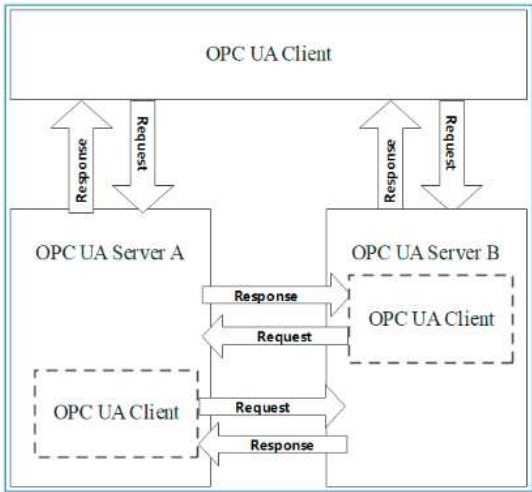 OPC UA Client
Response
Request
Response
Request
OPC UA Server A
OPC UA Server B
Response
OPC UA Client
Request
OPC UA Client
Request
Response